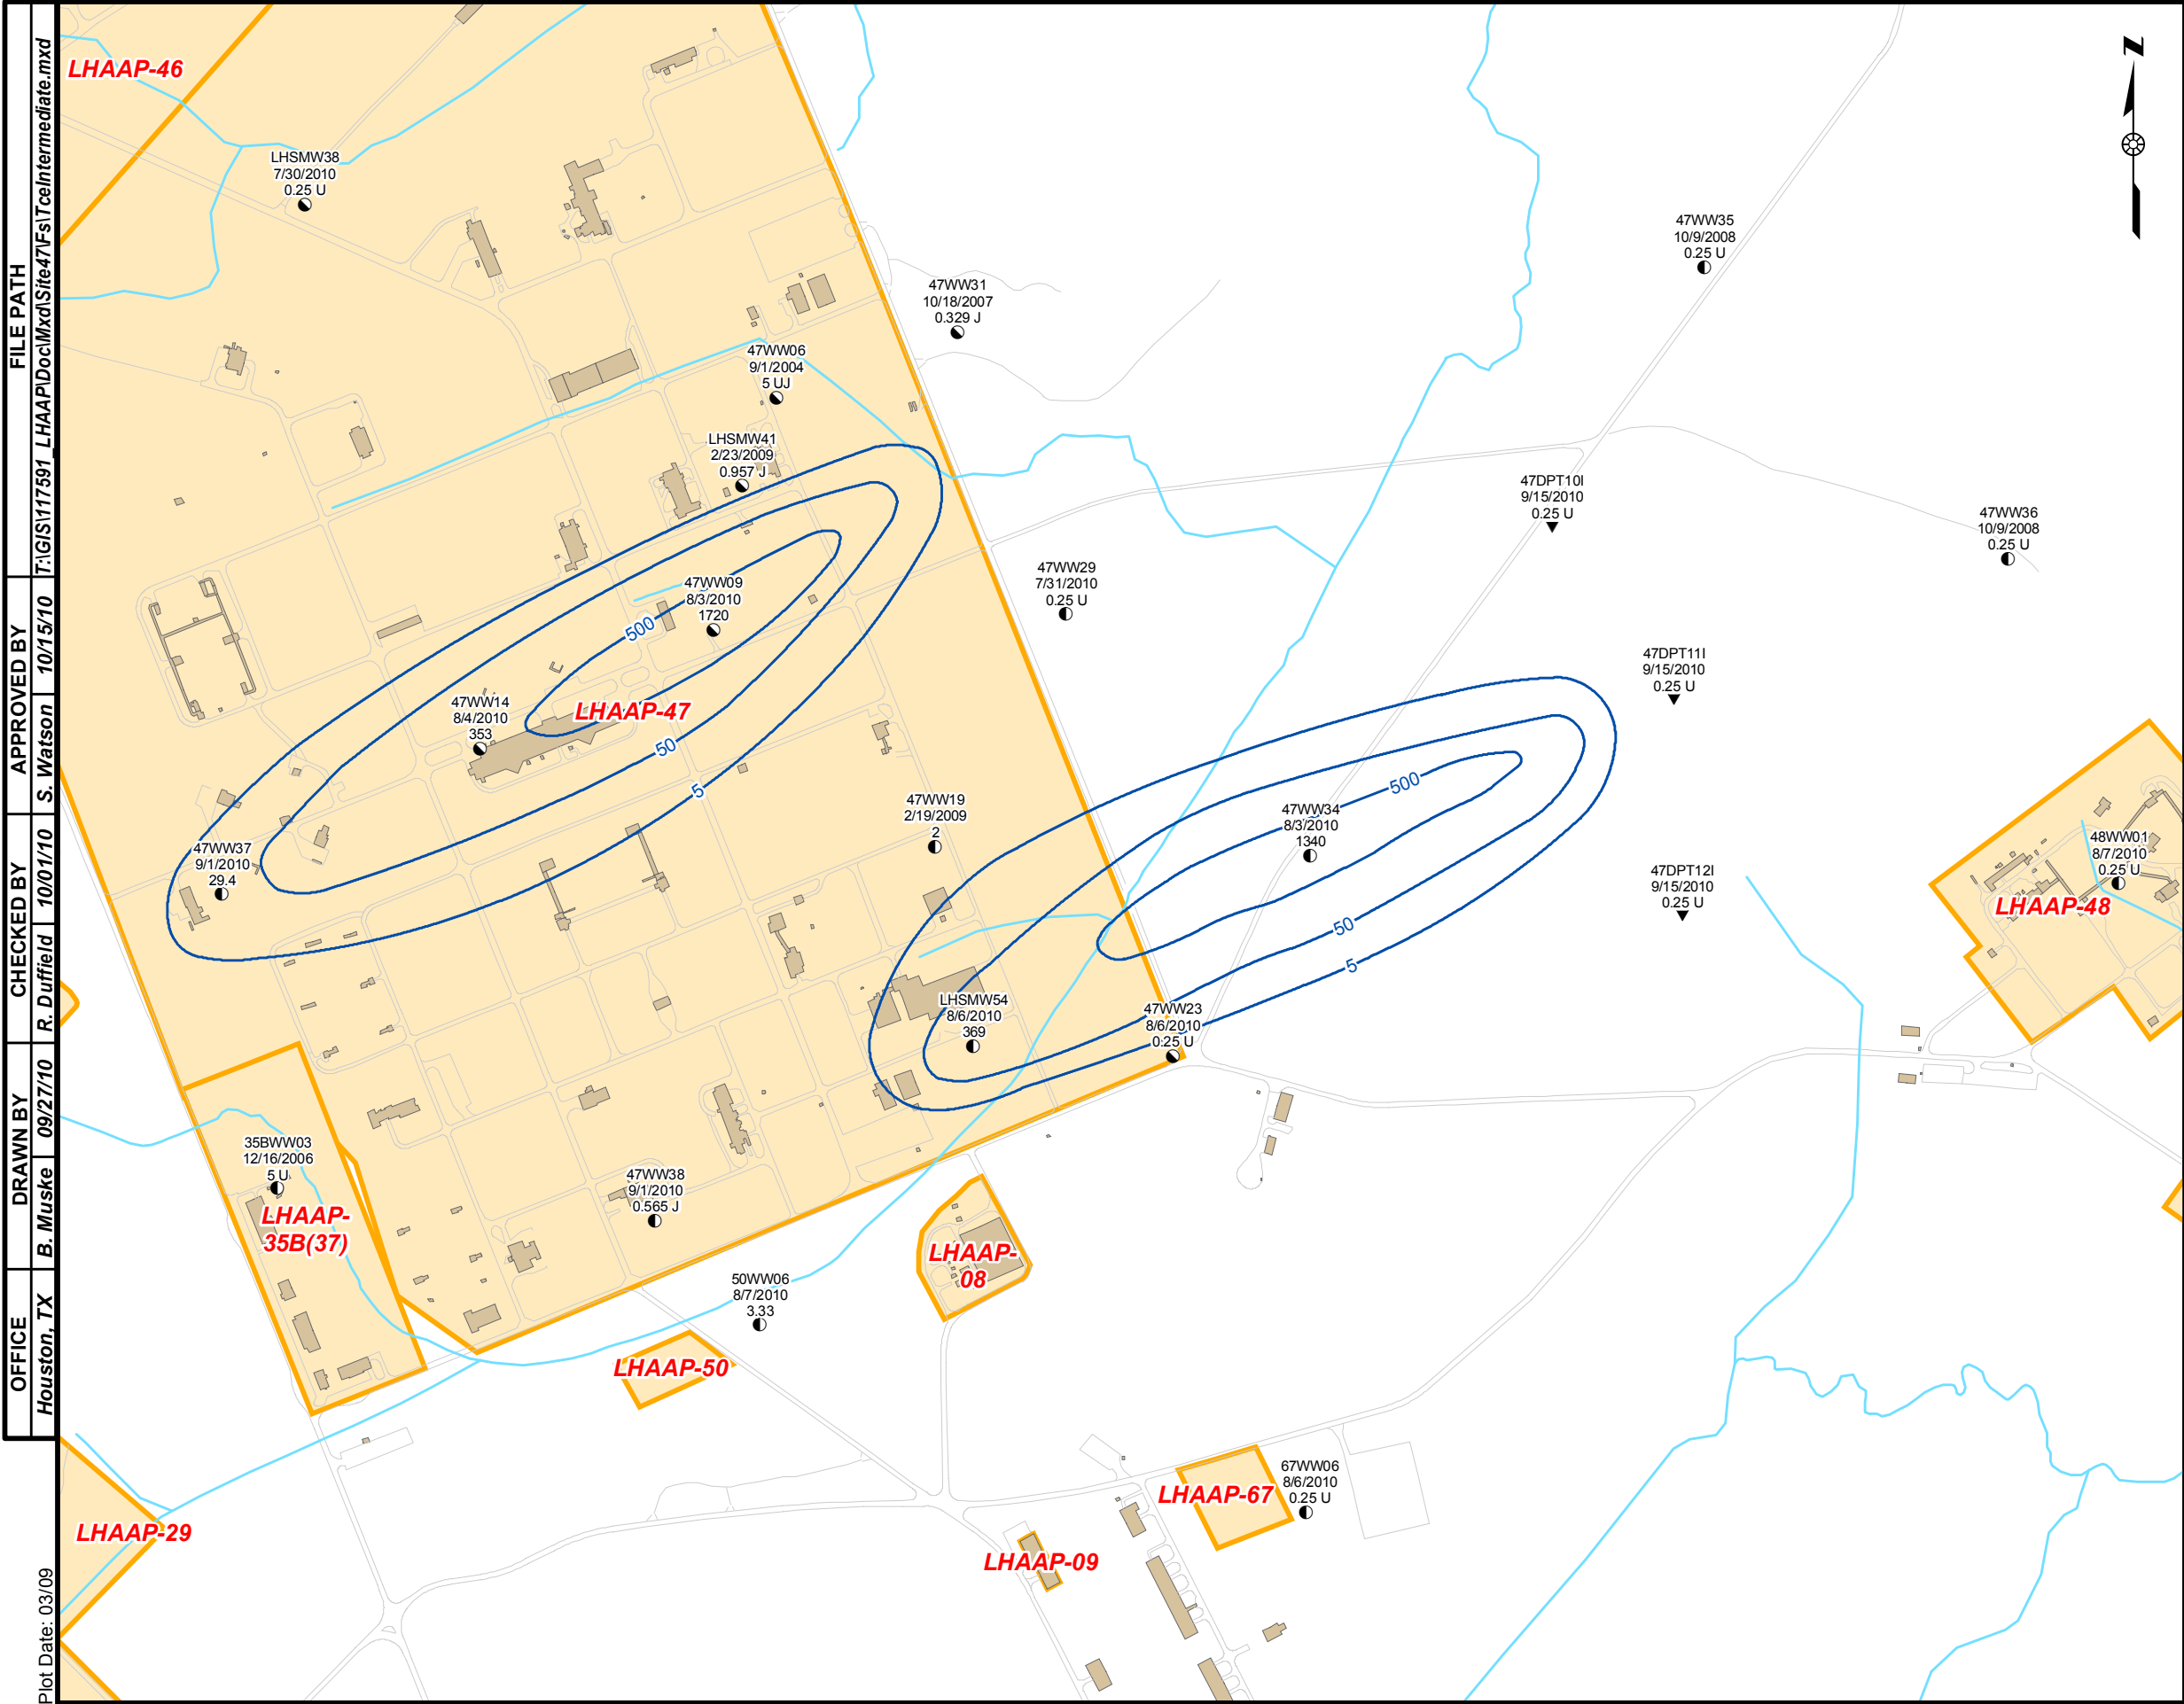 FILE PATH
T:\GIS\117591_LHAAP\Doc\Mxd\Site47\Fs\TceIntermediate.mxd
APPROVED BY
S. Watson 10/15/10
CHECKED BY
R. Duffield 10/01/10
DRAWN BY
B. Muske 09/27/10
OFFICE
Houston, TX
Plot Date: 03/09
N
LHAAP-46
LHSMW38
7/30/2010
0.25 U
47WW35
10/9/2008
0.25 U
47WW31
10/18/2007
0.329 J
47WW06
9/1/2004
5 UJ
LHSMW41
2/23/2009
0.957 J
47DPT10I
9/15/2010
0.25 U
47WW36
10/9/2008
0.25 U
47WW29
7/31/2010
0.25 U
47WW09
8/3/2010
1720
500
47DPT11I
9/15/2010
0.25 U
47WW14
8/4/2010
353
LHAAP-47
50
5
500
47WW19
2/19/2009
2
47WW34
8/3/2010
1340
47WW37
9/1/2010
29.4
48WW01
8/7/2010
0.25 U
LHAAP-48
47DPT12I
9/15/2010
0.25 U
50
5
LHSMW54
8/6/2010
369
47WW23
8/6/2010
0.25 U
35BWW03
12/16/2006
5 U
LHAAP-
35B(37)
47WW38
9/1/2010
0.565 J
LHAAP-
08
50WW06
8/7/2010
3.33
LHAAP-50
67WW06
8/6/2010
0.25 U
LHAAP-67
LHAAP-29
LHAAP-09